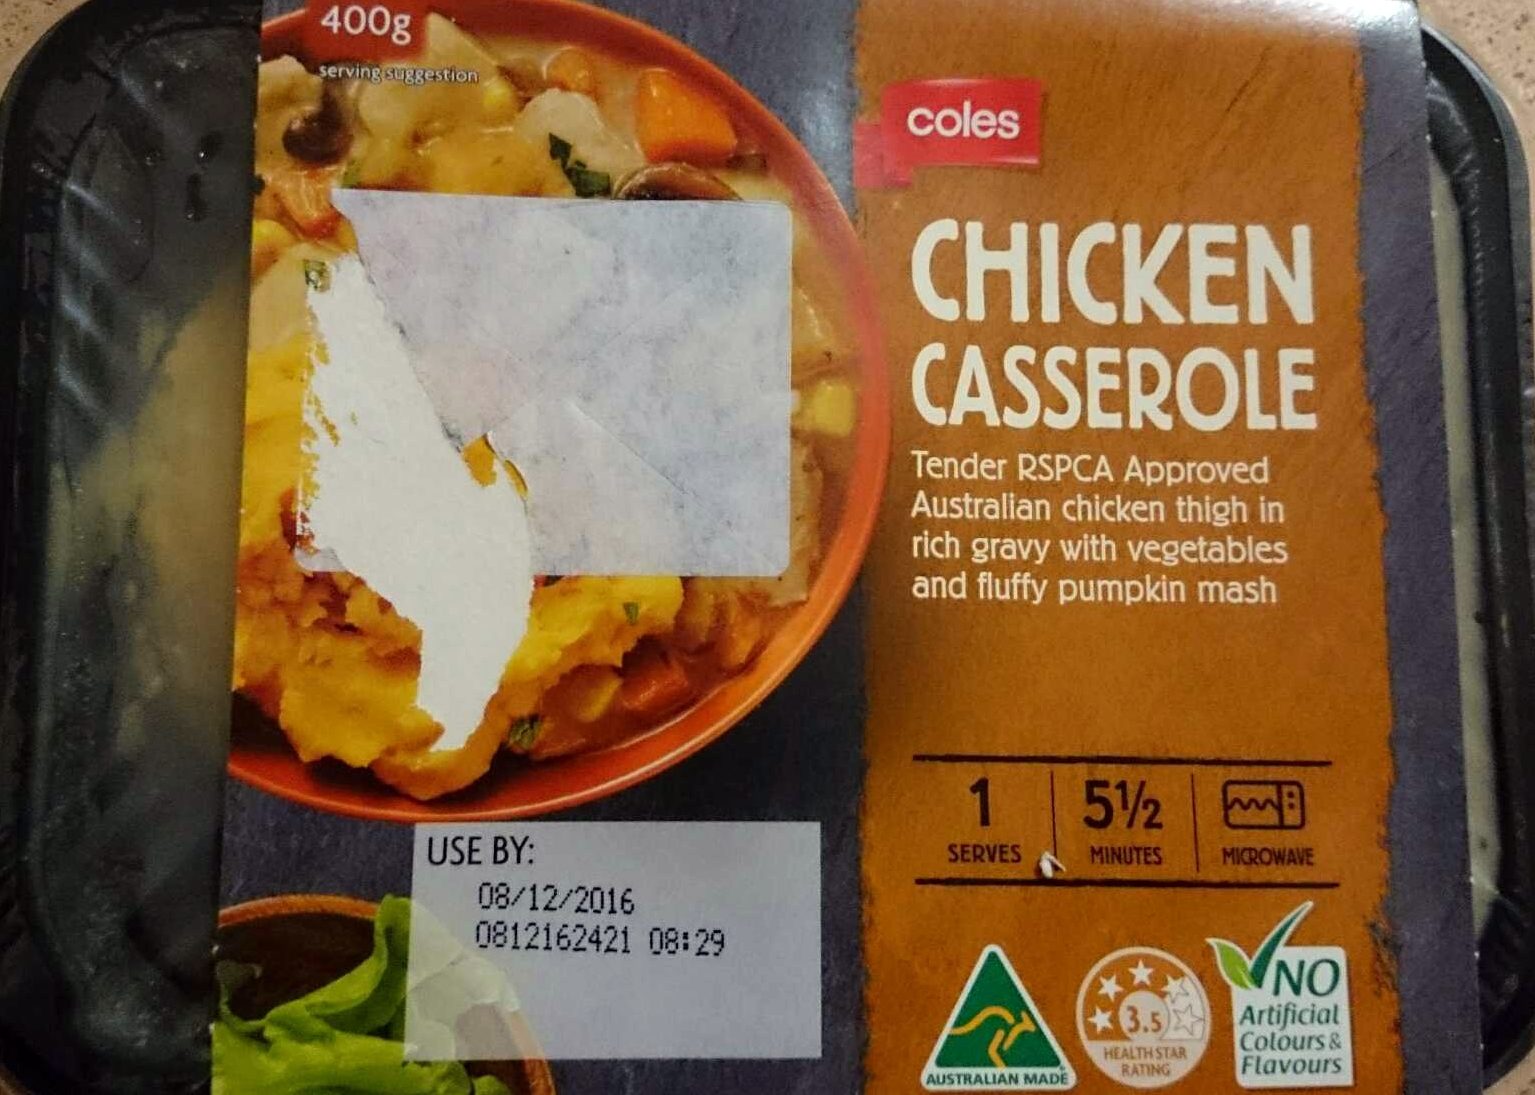 400g
serving suggestion
coles
CHICKEN
CASSEROLE
Tender RSPCA Approved
Australian chicken thigh in
rich gravy with vegetables
and fluffy pumpkin mash
1
SERVES
5½
MINUTES
MICROWAVE
USE BY:
08/12/2016
0812162421 08:29
AUSTRALIAN MADE
3.5
HEALTH STAR
RATING
NO
Artificial
Colours &
Flavours